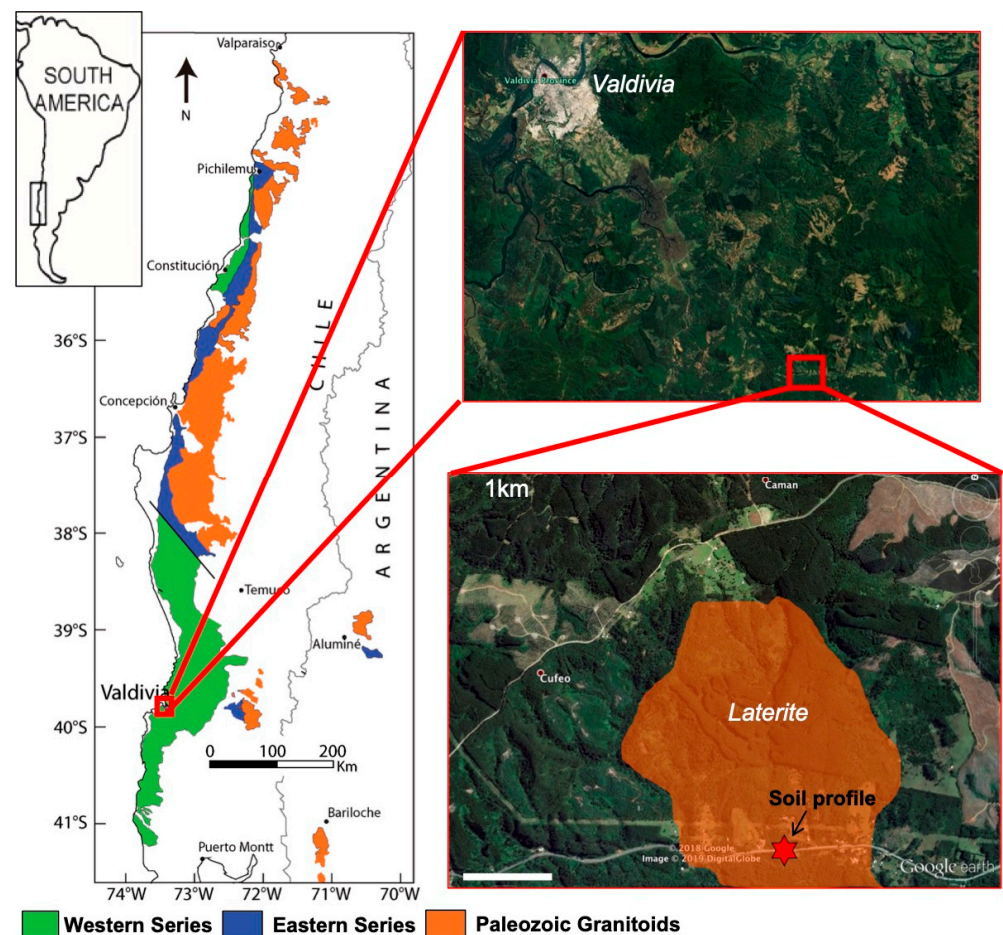 SOUTH
AMERICA
N
Valparaiso
Pichilemu
Constitución
Concepción
Temuco
Aluminé
Valdivia
Bariloche
Puerto Montt
CHILE
ARGENTINA
0 100 200
Km
36°S
37°S
38°S
39°S
40°S
41°S
74°W 73°W 72°W 71°W 70°W
Valdivia Province
Valdivia
1km
Caman
Cufeo
Laterite
Soil profile
© 2018 Google
Image © 2019 DigitalGlobe
Google earth
Western Series Eastern Series Paleozoic Granitoids